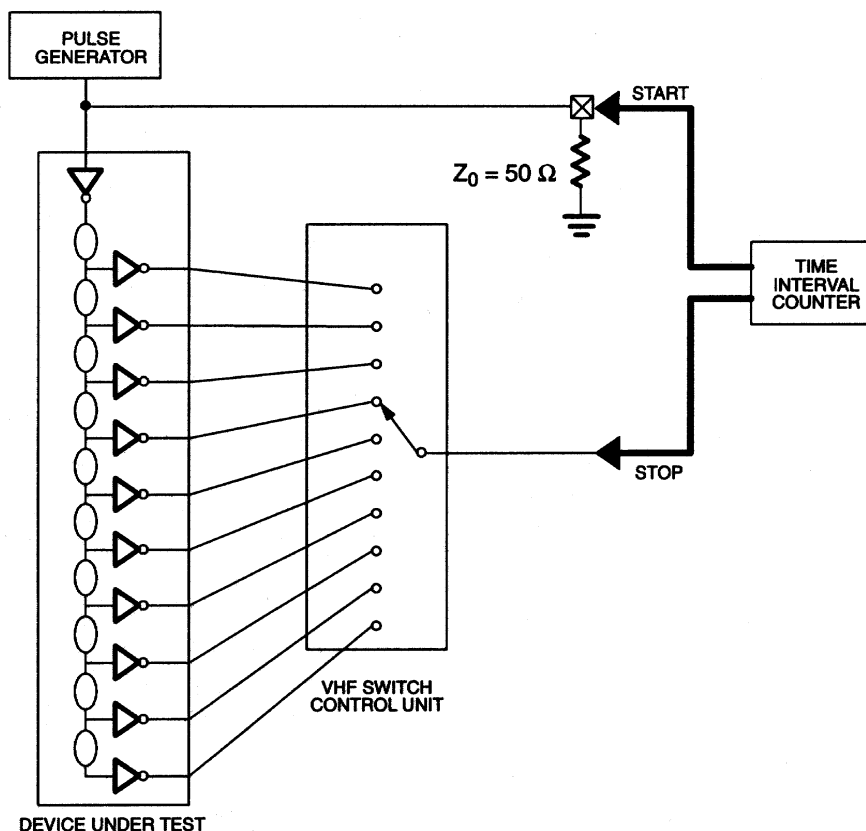 PULSE
GENERATOR
START
Z₀ = 50 Ω
TIME
INTERVAL
COUNTER
STOP
VHF SWITCH
CONTROL UNIT
DEVICE UNDER TEST